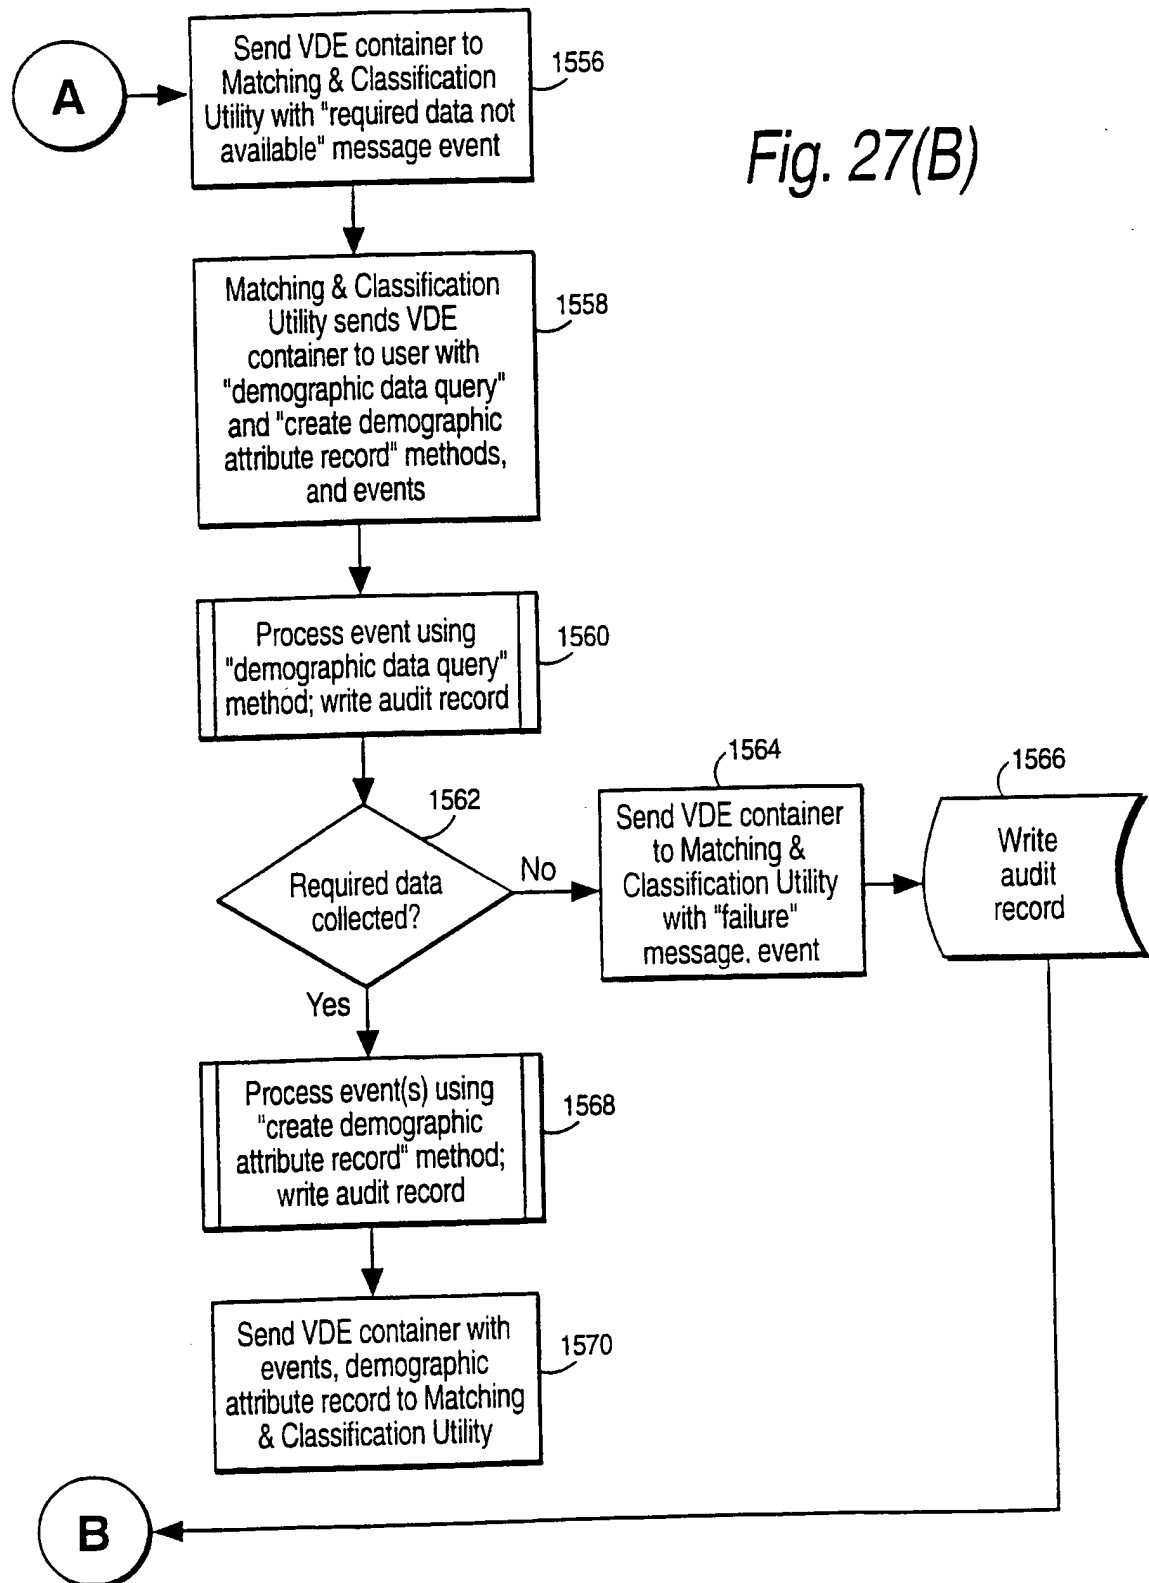 A
Send VDE container to
Matching & Classification
Utility with "required data not
available" message event
1556
Fig. 27(B)
Matching & Classification
Utility sends VDE
container to user with
"demographic data query"
and "create demographic
attribute record" methods,
and events
1558
Process event using
"demographic data query"
method; write audit record
1560
1562
Required data
collected?
No
Yes
1564
Send VDE container
to Matching &
Classification Utility
with "failure"
message. event
1566
Write
audit
record
Process event(s) using
"create demographic
attribute record" method;
write audit record
1568
Send VDE container with
events, demographic
attribute record to Matching
& Classification Utility
1570
B